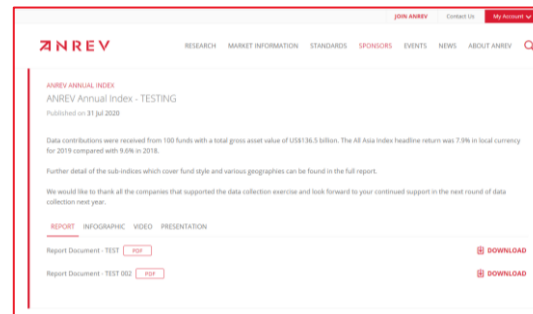 JOIN ANREV Contact Us My Account
ANREV RESEARCH MARKET INFORMATION STANDARDS SPONSORS EVENTS NEWS ABOUT ANREV
ANREV ANNUAL INDEX
ANREV Annual Index - TESTING
Published on 31 Jul 2020
Data contributions were received from 100 funds with a total gross asset value of US$136.5 billion. The All Asia Index headline return was 7.9% in local currency
for 2019 compared with 9.6% in 2018.
Further detail of the sub-indices which cover fund style and various geographies can be found in the full report.
We would like to thank all the companies that supported the data collection exercise and look forward to your continued support in the next round of data
collection next year.
REPORT INFOGRAPHIC VIDEO PRESENTATION
Report Document - TEST PDF DOWNLOAD
Report Document - TEST 002 PDF DOWNLOAD